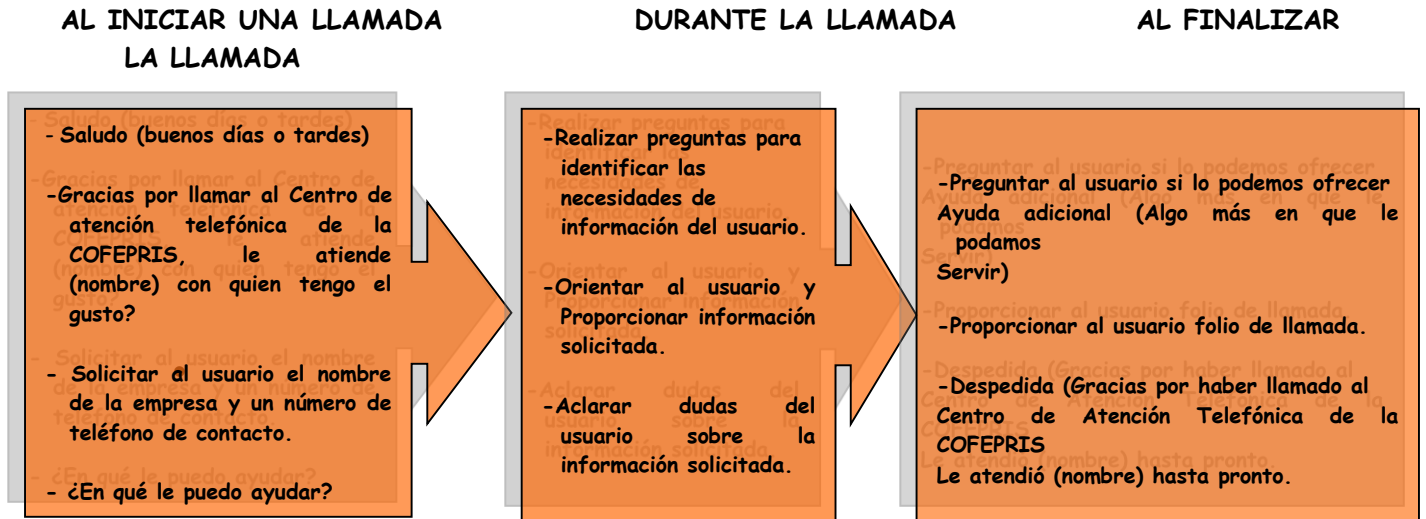 AL INICIAR UNA LLAMADA DURANTE LA LLAMADA AL FINALIZAR
LA LLAMADA
- Saludo (buenos días o tardes)
-Gracias por llamar al Centro de
atención telefónica de la
COFEPRIS, le atiende
(nombre) con quien tengo el
gusto?
- Solicitar al usuario el nombre
de la empresa y un número de
teléfono de contacto.
- ¿En qué le puedo ayudar?
-Realizar preguntas para
identificar las
necesidades de
información del usuario.
-Orientar al usuario y
Proporcionar información
solicitada.
-Aclarar dudas del
usuario sobre la
información solicitada.
-Preguntar al usuario si lo podemos ofrecer
Ayuda adicional (Algo más en que le
podamos
Servir)
-Proporcionar al usuario folio de llamada.
-Despedida (Gracias por haber llamado al
Centro de Atención Telefónica de la
COFEPRIS
Le atendió (nombre) hasta pronto.